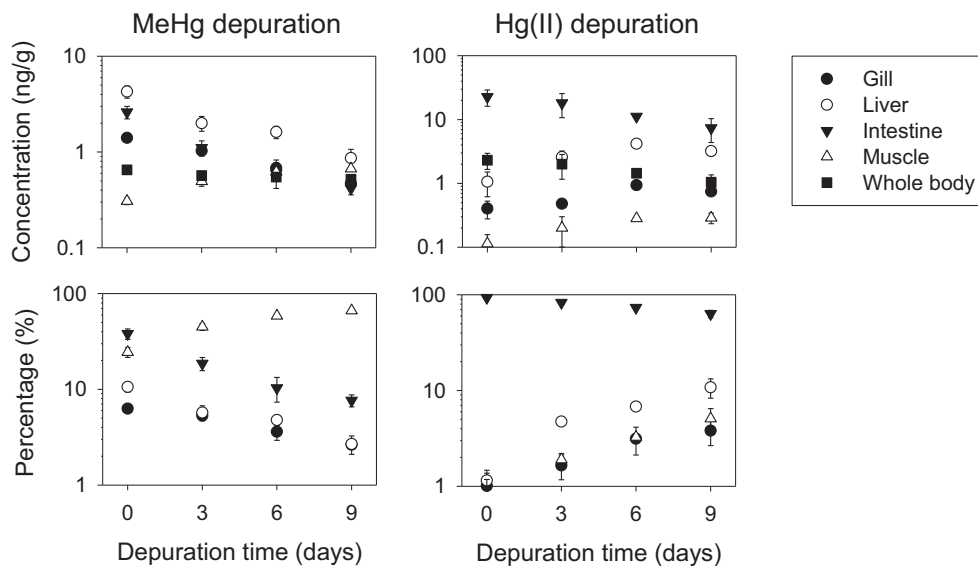 MeHg depuration
Hg(II) depuration
Concentration (ng/g)
10
1
0.1
100
10
1
0.1
Gill
Liver
Intestine
Muscle
Whole body
Percentage (%)
100
10
1
100
10
1
0 3 6 9
0 3 6 9
Depuration time (days)
Depuration time (days)